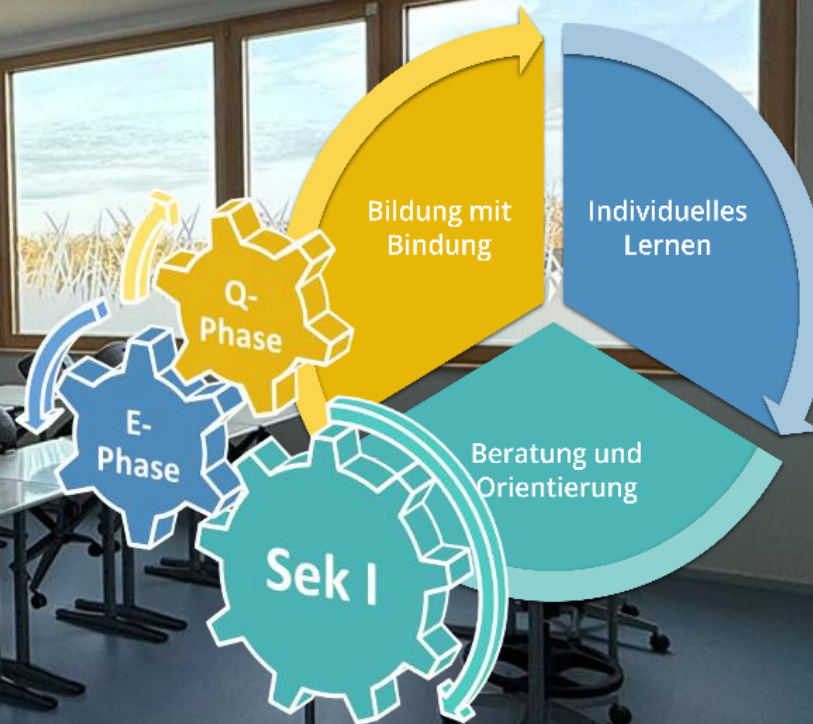 Bildung mit
Bindung
Individuelles
Lernen
Q-
Phase
E-
Phase
Beratung und
Orientierung
Sek I